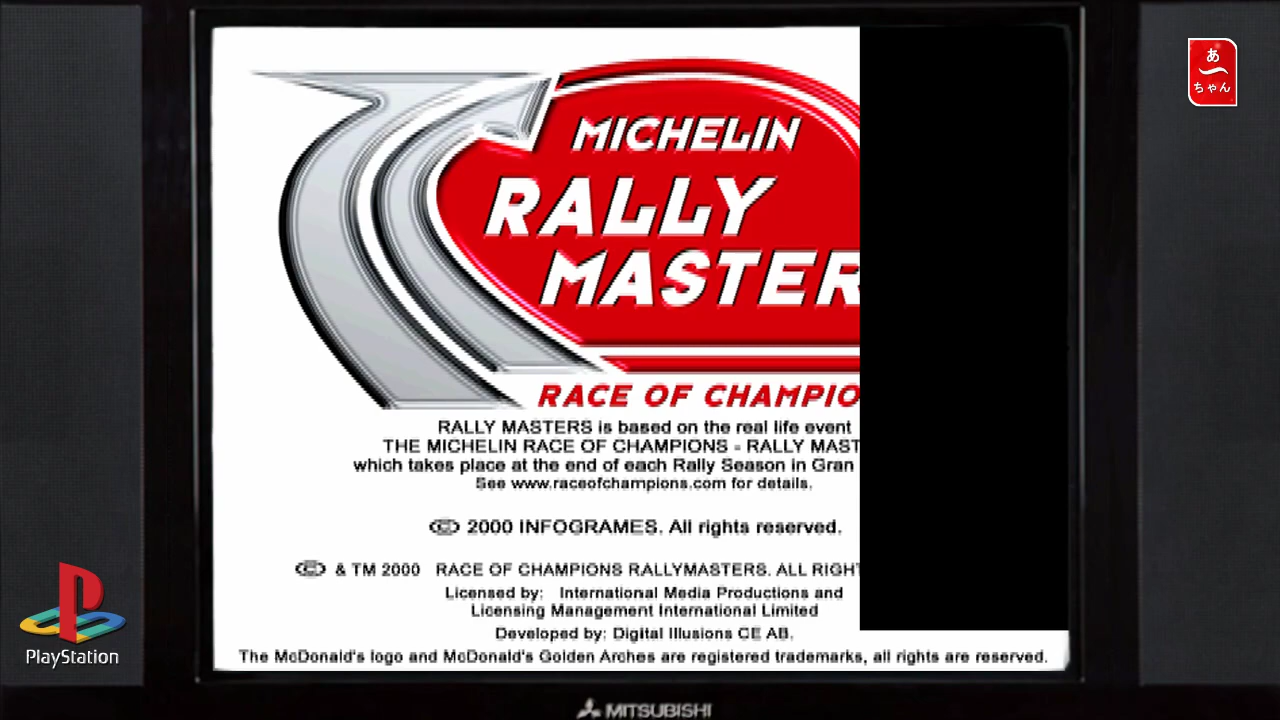 あ
ー
ちゃん
MICHELIN
RALLY
MASTER
RACE OF CHAMPIO
RALLY MASTERS is based on the real life event
THE MICHELIN RACE OF CHAMPIONS - RALLY MAST
which takes place at the end of each Rally Season in Gran
See www.raceofchampions.com for details.
© 2000 INFOGRAMES. All rights reserved.
© & TM 2000 RACE OF CHAMPIONS RALLYMASTERS. ALL RIGHT
Licensed by: International Media Productions and
Licensing Management International Limited
Developed by: Digital Illusions CE AB.
The McDonald's logo and McDonald's Golden Arches are registered trademarks, all rights are reserved.
PlayStation
MITSUBISHI